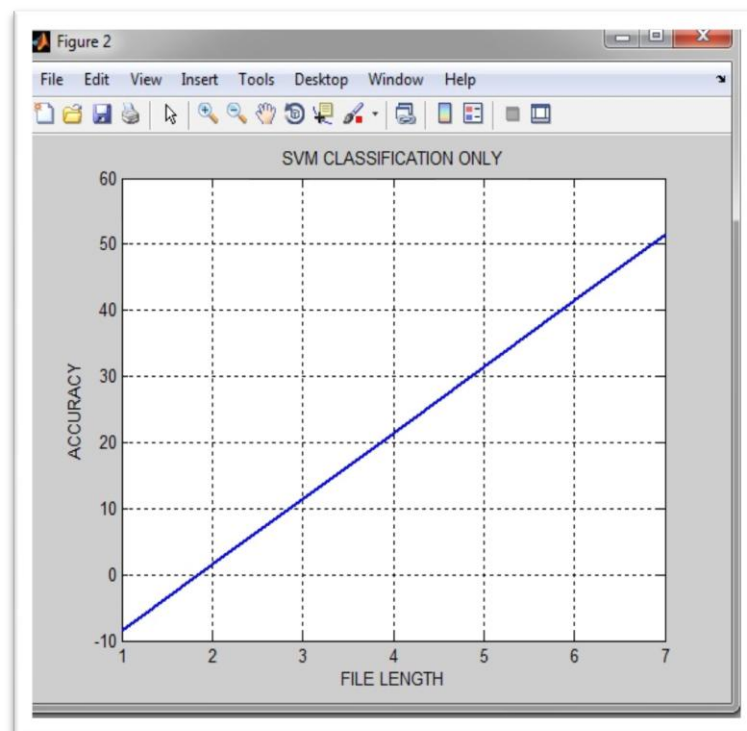 Figure 2
File Edit View Insert Tools Desktop Window Help
SVM CLASSIFICATION ONLY
60
50
40
30
20
10
0
-10
ACCURACY
1 2 3 4 5 6 7
FILE LENGTH